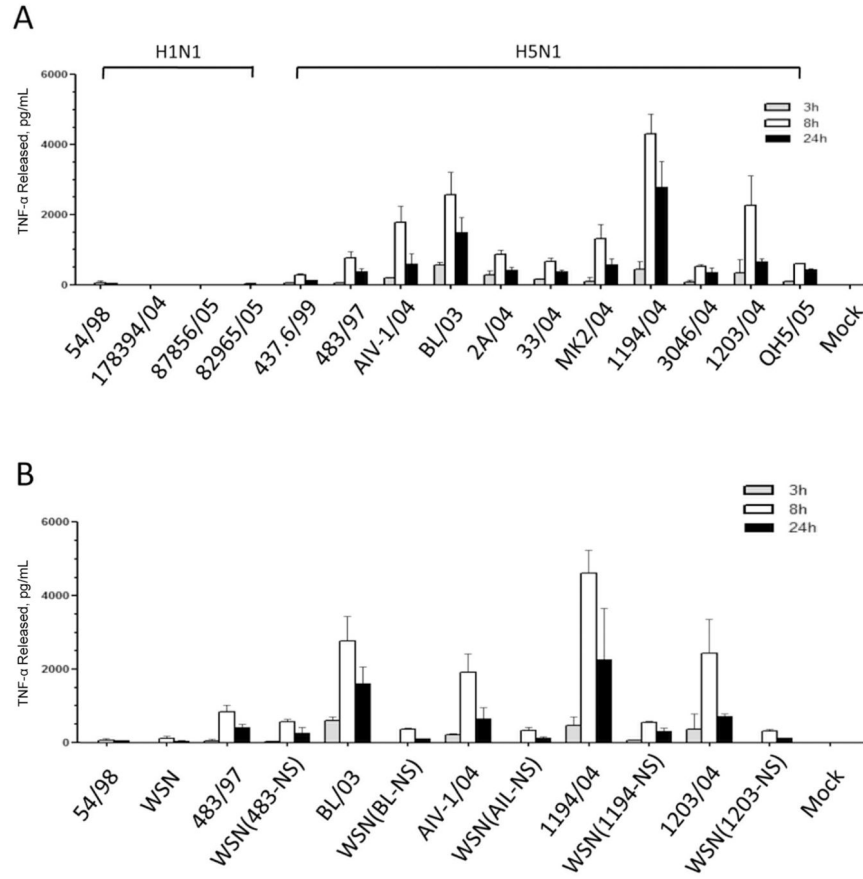 A
H1N1
H5N1
6000
4000
2000
0
TNF-α Released, pg/mL
3h
8h
24h
54/98
178394/04
87856/05
82965/05
437.6/99
483/97
AIV-1/04
BL/03
2A/04
33/04
MK2/04
1194/04
3046/04
1203/04
QH5/05
Mock
B
6000
4000
2000
0
TNF-α Released, pg/mL
3h
8h
24h
54/98
WSN
483/97
WSN(483-NS)
BL/03
WSN(BL-NS)
AIV-1/04
WSN(AIL-NS)
1194/04
WSN(1194-NS)
1203/04
WSN(1203-NS)
Mock